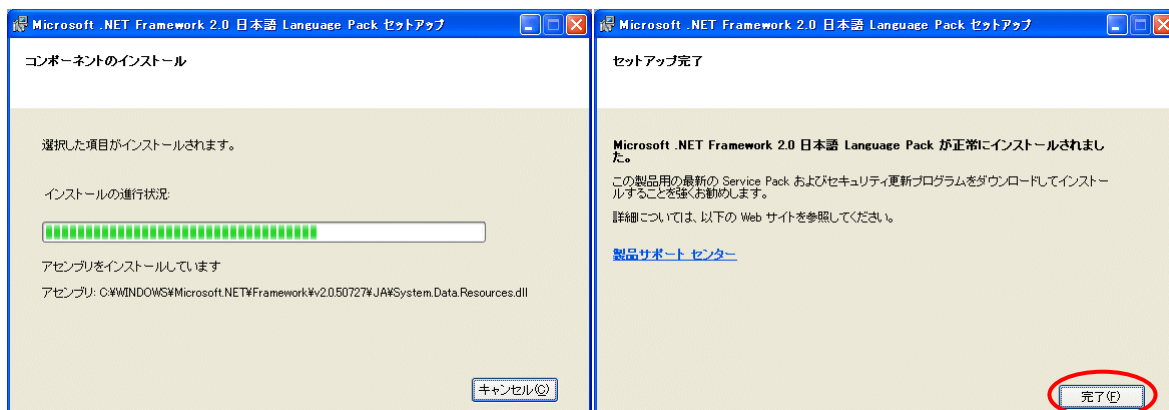 Microsoft .NET Framework 2.0 日本語 Language Pack セットアップ
コンポーネントのインストール
選択した項目がインストールされます。
インストールの進行状況:
アセンブリをインストールしています
アセンブリ: C:¥WINDOWS¥Microsoft.NET¥Framework¥v2.0.50727¥JA¥System.Data.Resources.dll
キャンセル(C)
Microsoft .NET Framework 2.0 日本語 Language Pack セットアップ
セットアップ完了
Microsoft .NET Framework 2.0 日本語 Language Pack が正常にインストールされまし
た。
この製品用の最新の Service Pack およびセキュリティ更新プログラムをダウンロードしてインストー
ルすることを強くお勧めします。
詳細については、以下の Web サイトを参照してください。
製品サポート センター
完了(F)